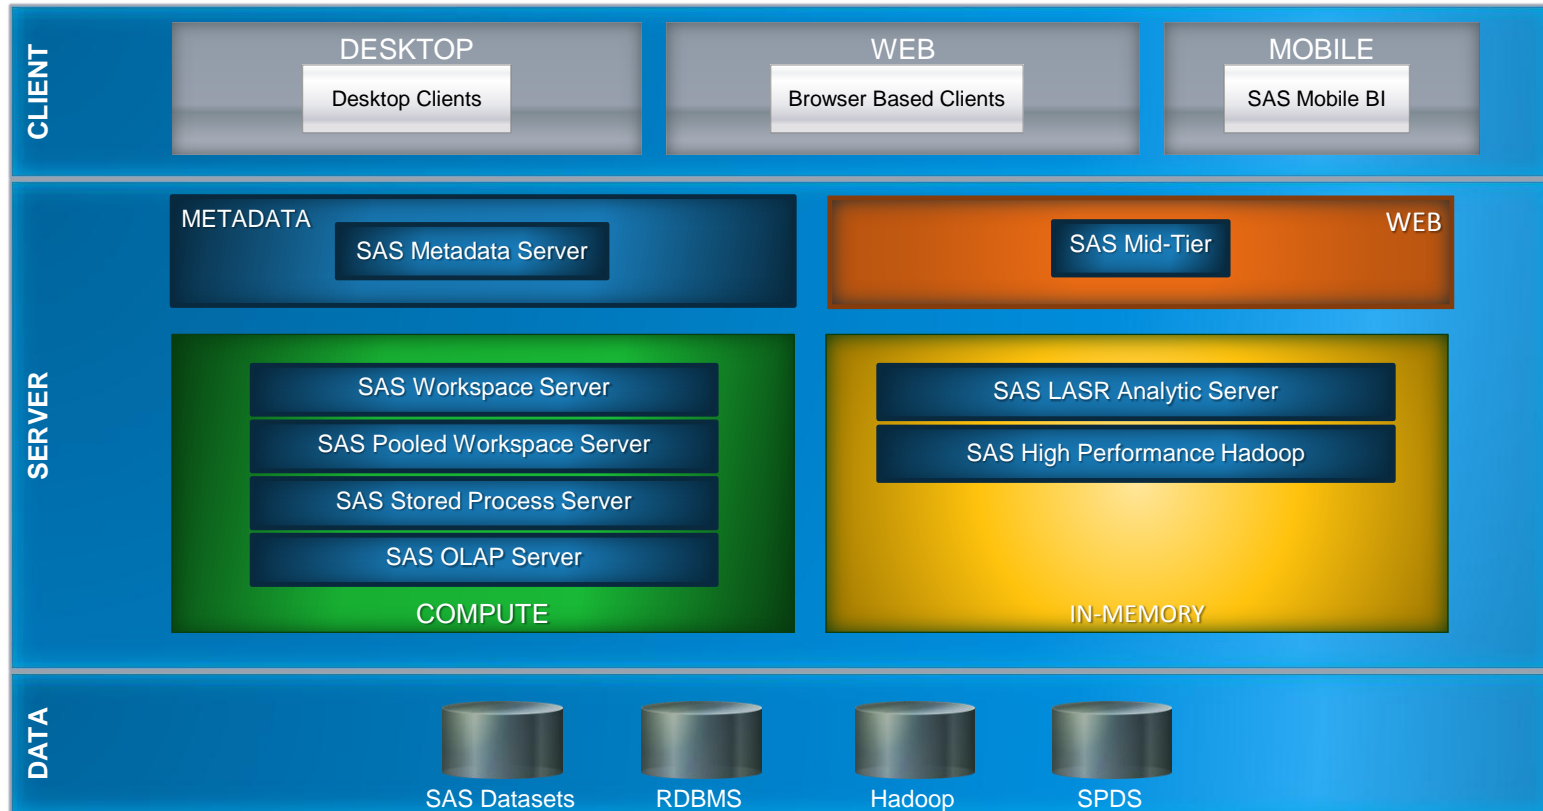 CLIENT
DESKTOP
Desktop Clients
WEB
Browser Based Clients
MOBILE
SAS Mobile BI
SERVER
METADATA
SAS Metadata Server
WEB
SAS Mid-Tier
SAS Workspace Server
SAS Pooled Workspace Server
SAS Stored Process Server
SAS OLAP Server
COMPUTE
SAS LASR Analytic Server
SAS High Performance Hadoop
IN-MEMORY
DATA
SAS Datasets
RDBMS
Hadoop
SPDS